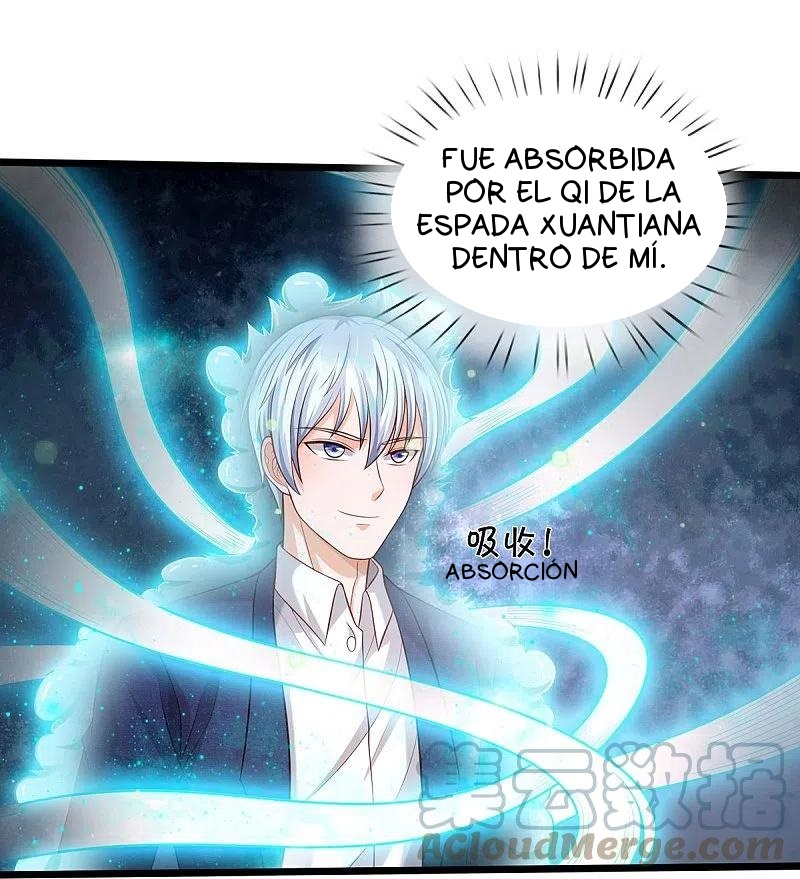 FUE ABSORBIDA
POR EL QI DE LA
ESPADA XUANTIANA
DENTRO DE MÍ.
吸收!
ABSORCIÓN
集云数据
AcloudMerge.com